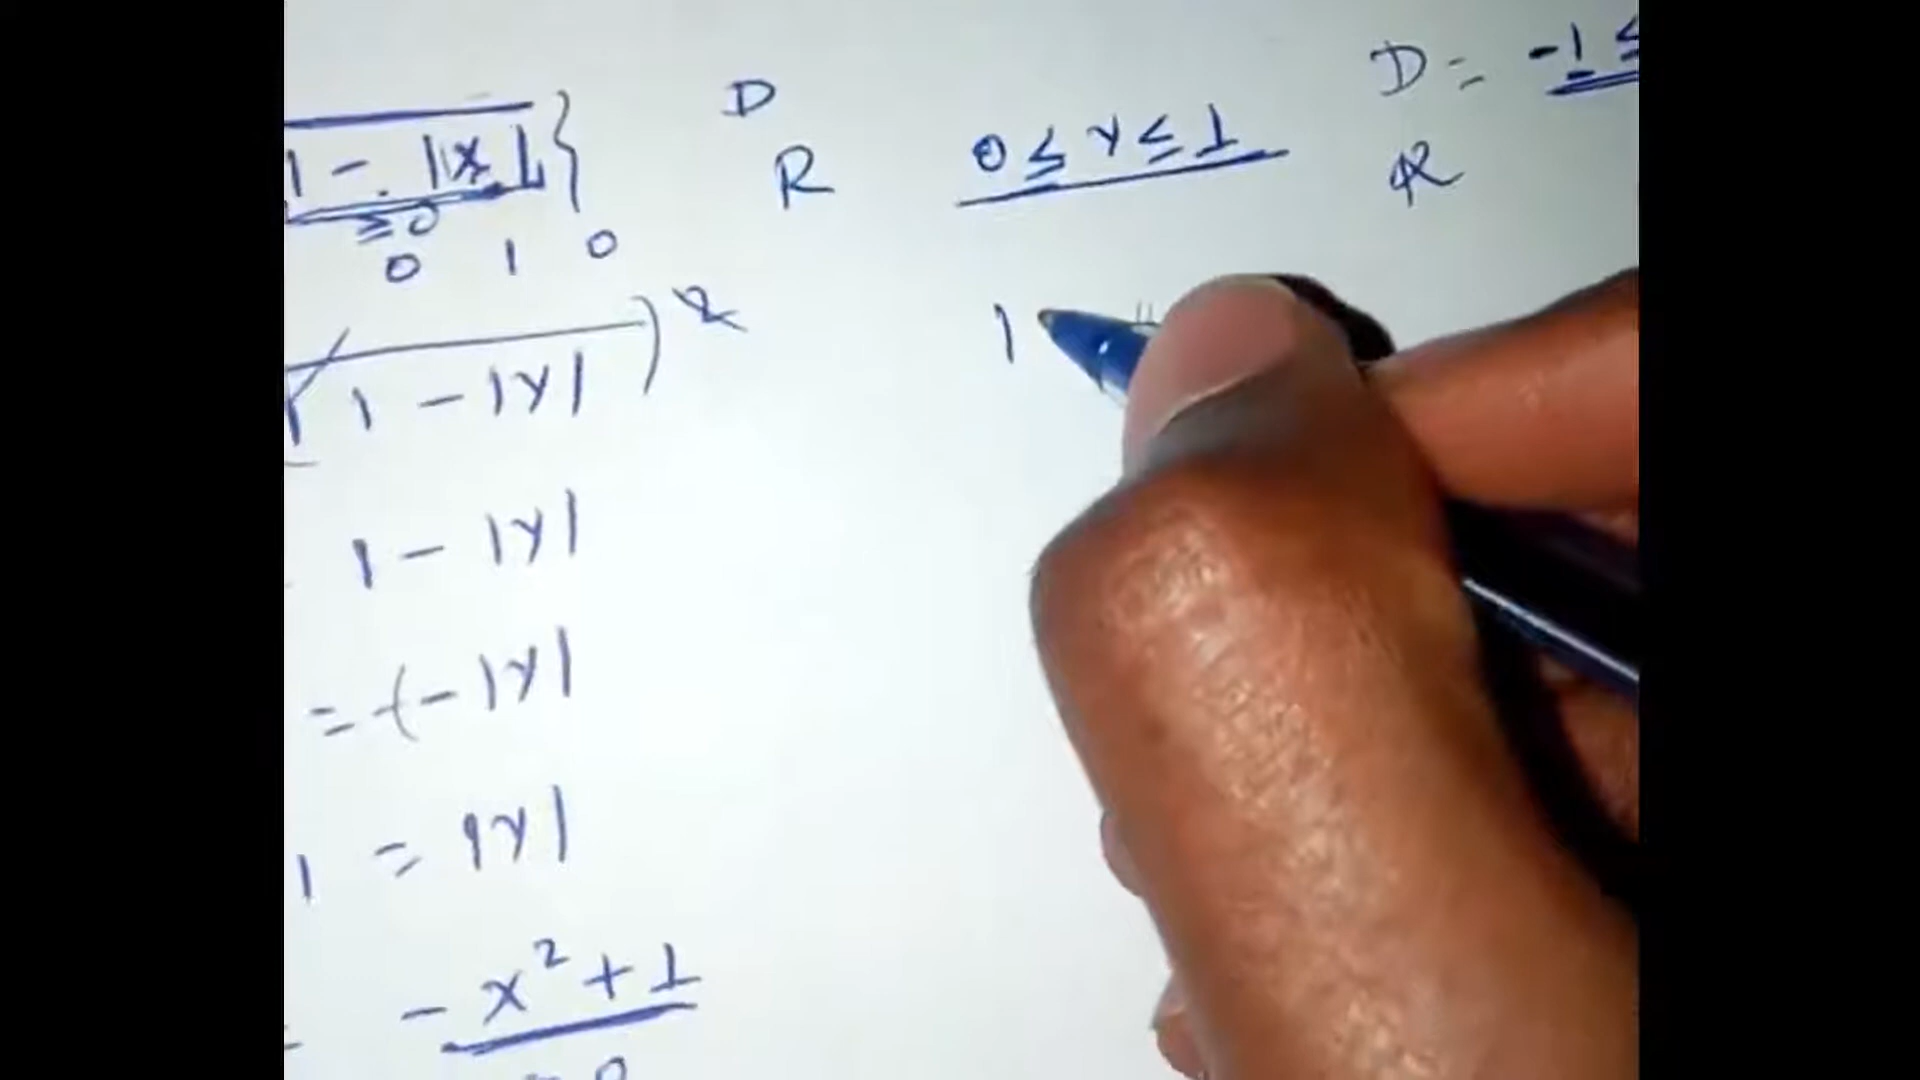 D = -1 ≤
D
0 ≤ y ≤ 1
1 - |x| }
R
R
≥0
0 1 0
√1 - |y| )²
1
1 - |y|
= (-|y|
1 = |y|
- x² + 1